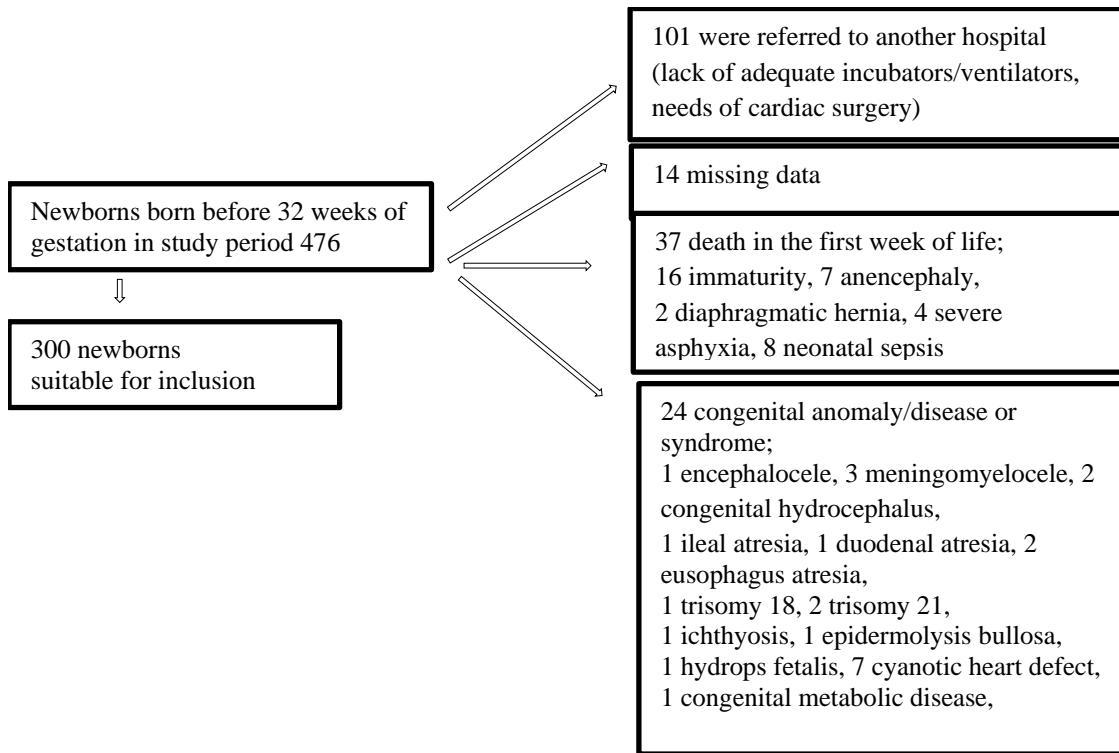 101 were referred to another hospital
(lack of adequate incubators/ventilators,
needs of cardiac surgery)
14 missing data
Newborns born before 32 weeks of
gestation in study period 476
37 death in the first week of life;
16 immaturity, 7 anencephaly,
2 diaphragmatic hernia, 4 severe
asphyxia, 8 neonatal sepsis
300 newborns
suitable for inclusion
24 congenital anomaly/disease or
syndrome;
1 encephalocele, 3 meningomyelocele, 2
congenital hydrocephalus,
1 ileal atresia, 1 duodenal atresia, 2
eusophagus atresia,
1 trisomy 18, 2 trisomy 21,
1 ichthyosis, 1 epidermolysis bullosa,
1 hydrops fetalis, 7 cyanotic heart defect,
1 congenital metabolic disease,